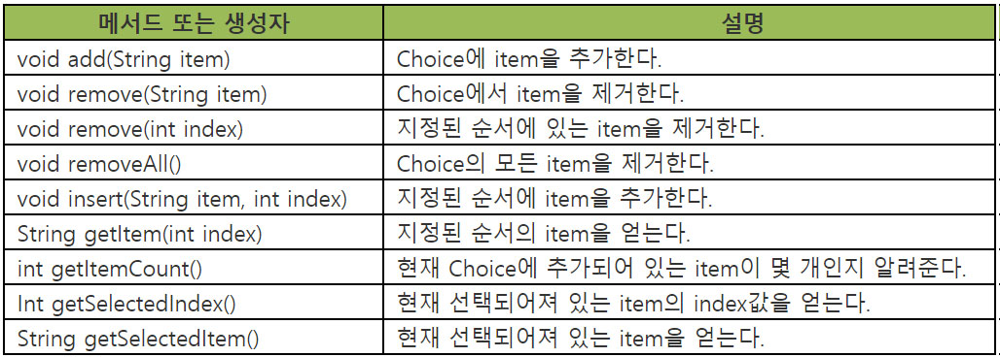 메서드 또는 생성자 설명
void add(String item) Choice에 item을 추가한다.
void remove(String item) Choice에서 item을 제거한다.
void remove(int index) 지정된 순서에 있는 item을 제거한다.
void removeAll() Choice의 모든 item을 제거한다.
void insert(String item, int index) 지정된 순서에 item을 추가한다.
String getItem(int index) 지정된 순서의 item을 얻는다.
int getItemCount() 현재 Choice에 추가되어 있는 item이 몇 개인지 알려준다.
Int getSelectedIndex() 현재 선택되어져 있는 item의 index값을 얻는다.
String getSelectedItem() 현재 선택되어져 있는 item을 얻는다.